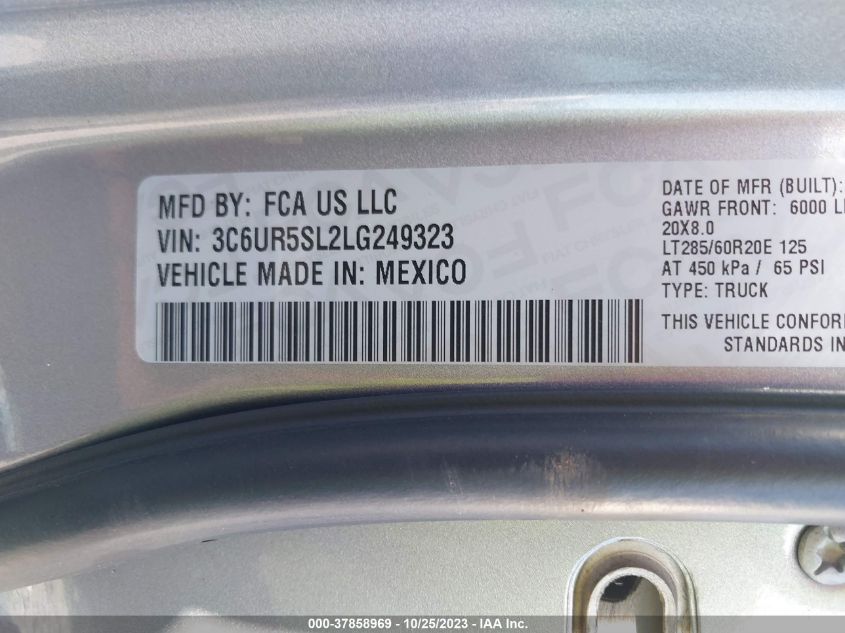 MFD BY: FCA US LLC
VIN: 3C6UR5SL2LG249323
VEHICLE MADE IN: MEXICO
DATE OF MFR (BUILT):
GAWR FRONT: 6000
20X8.0
LT285/60R20E 125
AT 450 kPa / 65 PSI
TYPE: TRUCK
THIS VEHICLE
STANDARDS IN
000-37858969 - 10/25/2023 - IAA Inc.